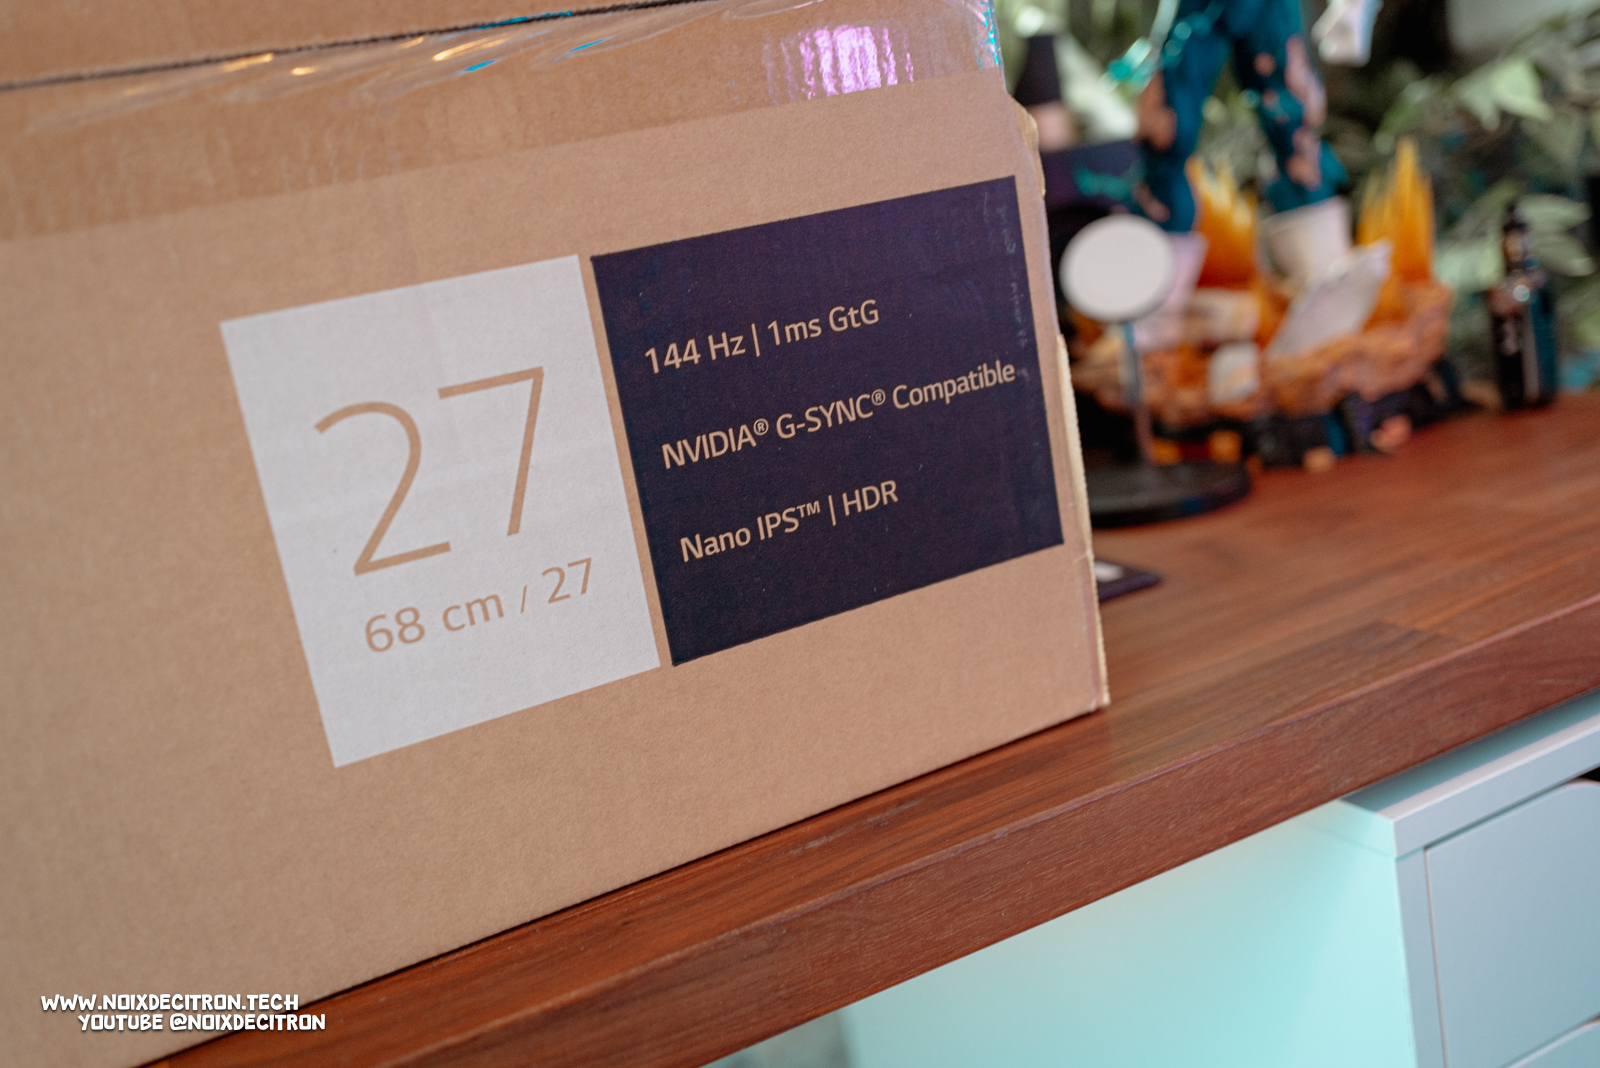 27
68 cm / 27
144 Hz | 1ms GtG
NVIDIA® G-SYNC® Compatible
Nano IPS™ | HDR
WWW.NOIXDECITRON.TECH
YOUTUBE @NOIXDECITRON